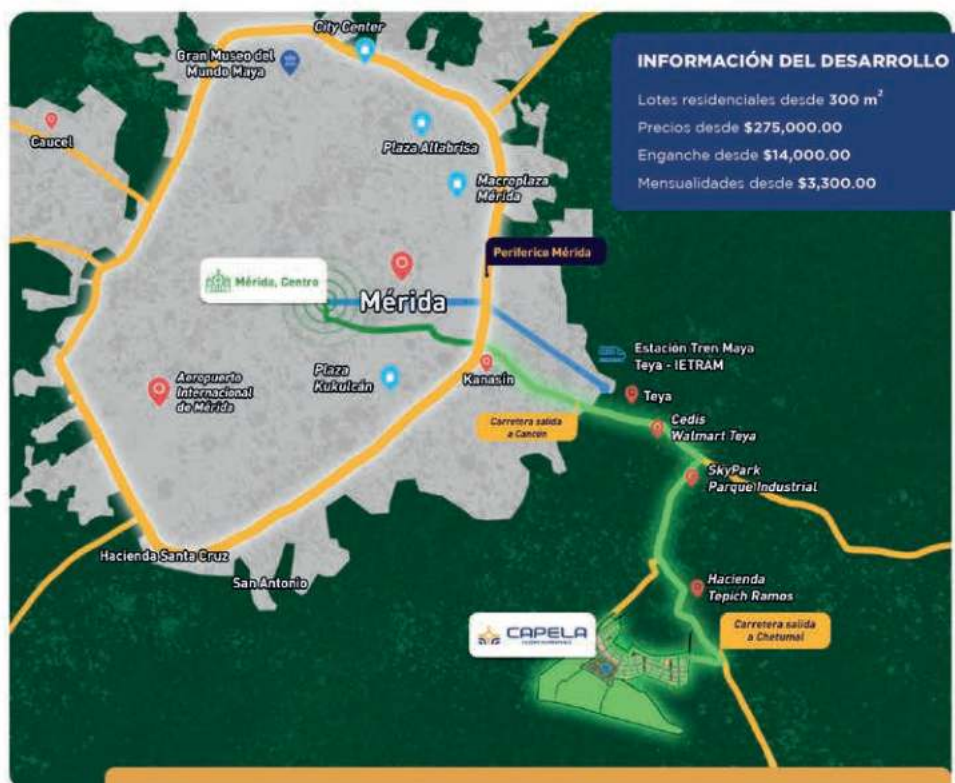 City Center
Gran Museo del
Mundo Maya
INFORMACIÓN DEL DESARROLLO
Lotes residenciales desde 300 m²
Precios desde $275,000.00
Enganche desde $14,000.00
Mensualidades desde $3,300.00
Caucel
Plaza Altabrisa
Macroplaza
Mérida
Periferico Mérida
Mérida, Centro
Mérida
Estación Tren Maya
Teya - IETRAM
Aeropuerto
Internacional
de Mérida
Plaza
Kukulcán
Kanasín
Teya
Carretera salida
a Cancún
Cedis
Walmart Teya
SkyPark
Parque Industrial
Hacienda Santa Cruz
San Antonio
Hacienda
Tepich Ramos
CAPELA
Carretera salida
a Chetumal